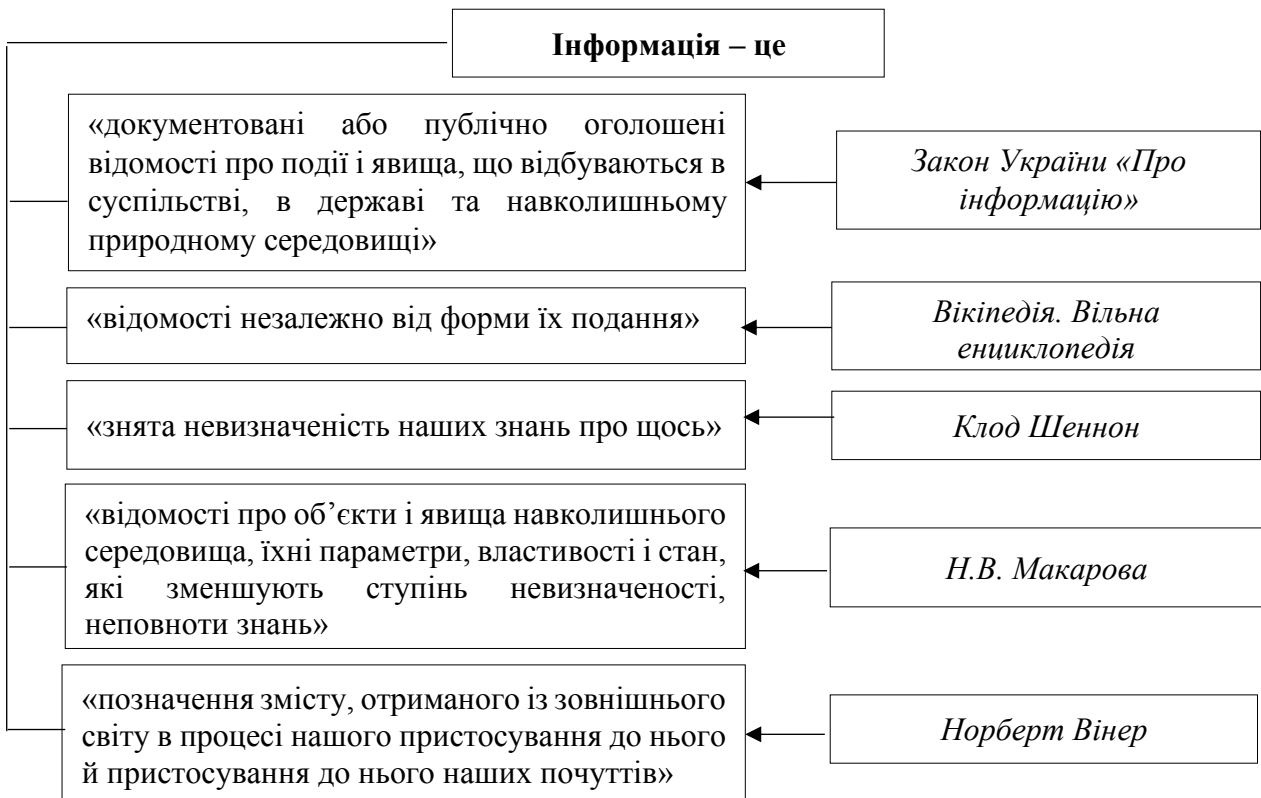 Інформація – це
«документовані або публічно оголошені
відомості про події і явища, що відбуваються в
суспільстві, в державі та навколишньому
природному середовищі»
Закон України «Про
інформацію»
«відомості незалежно від форми їх подання»
Вікіпедія. Вільна
енциклопедія
«знята невизначеність наших знань про щось»
Клод Шеннон
«відомості про об’єкти і явища навколишнього
середовища, їхні параметри, властивості і стан,
які зменшують ступінь невизначеності,
неповноти знань»
Н.В. Макарова
«позначення змісту, отриманого із зовнішнього
світу в процесі нашого пристосування до нього
й пристосування до нього наших почуттів»
Норберт Вінер